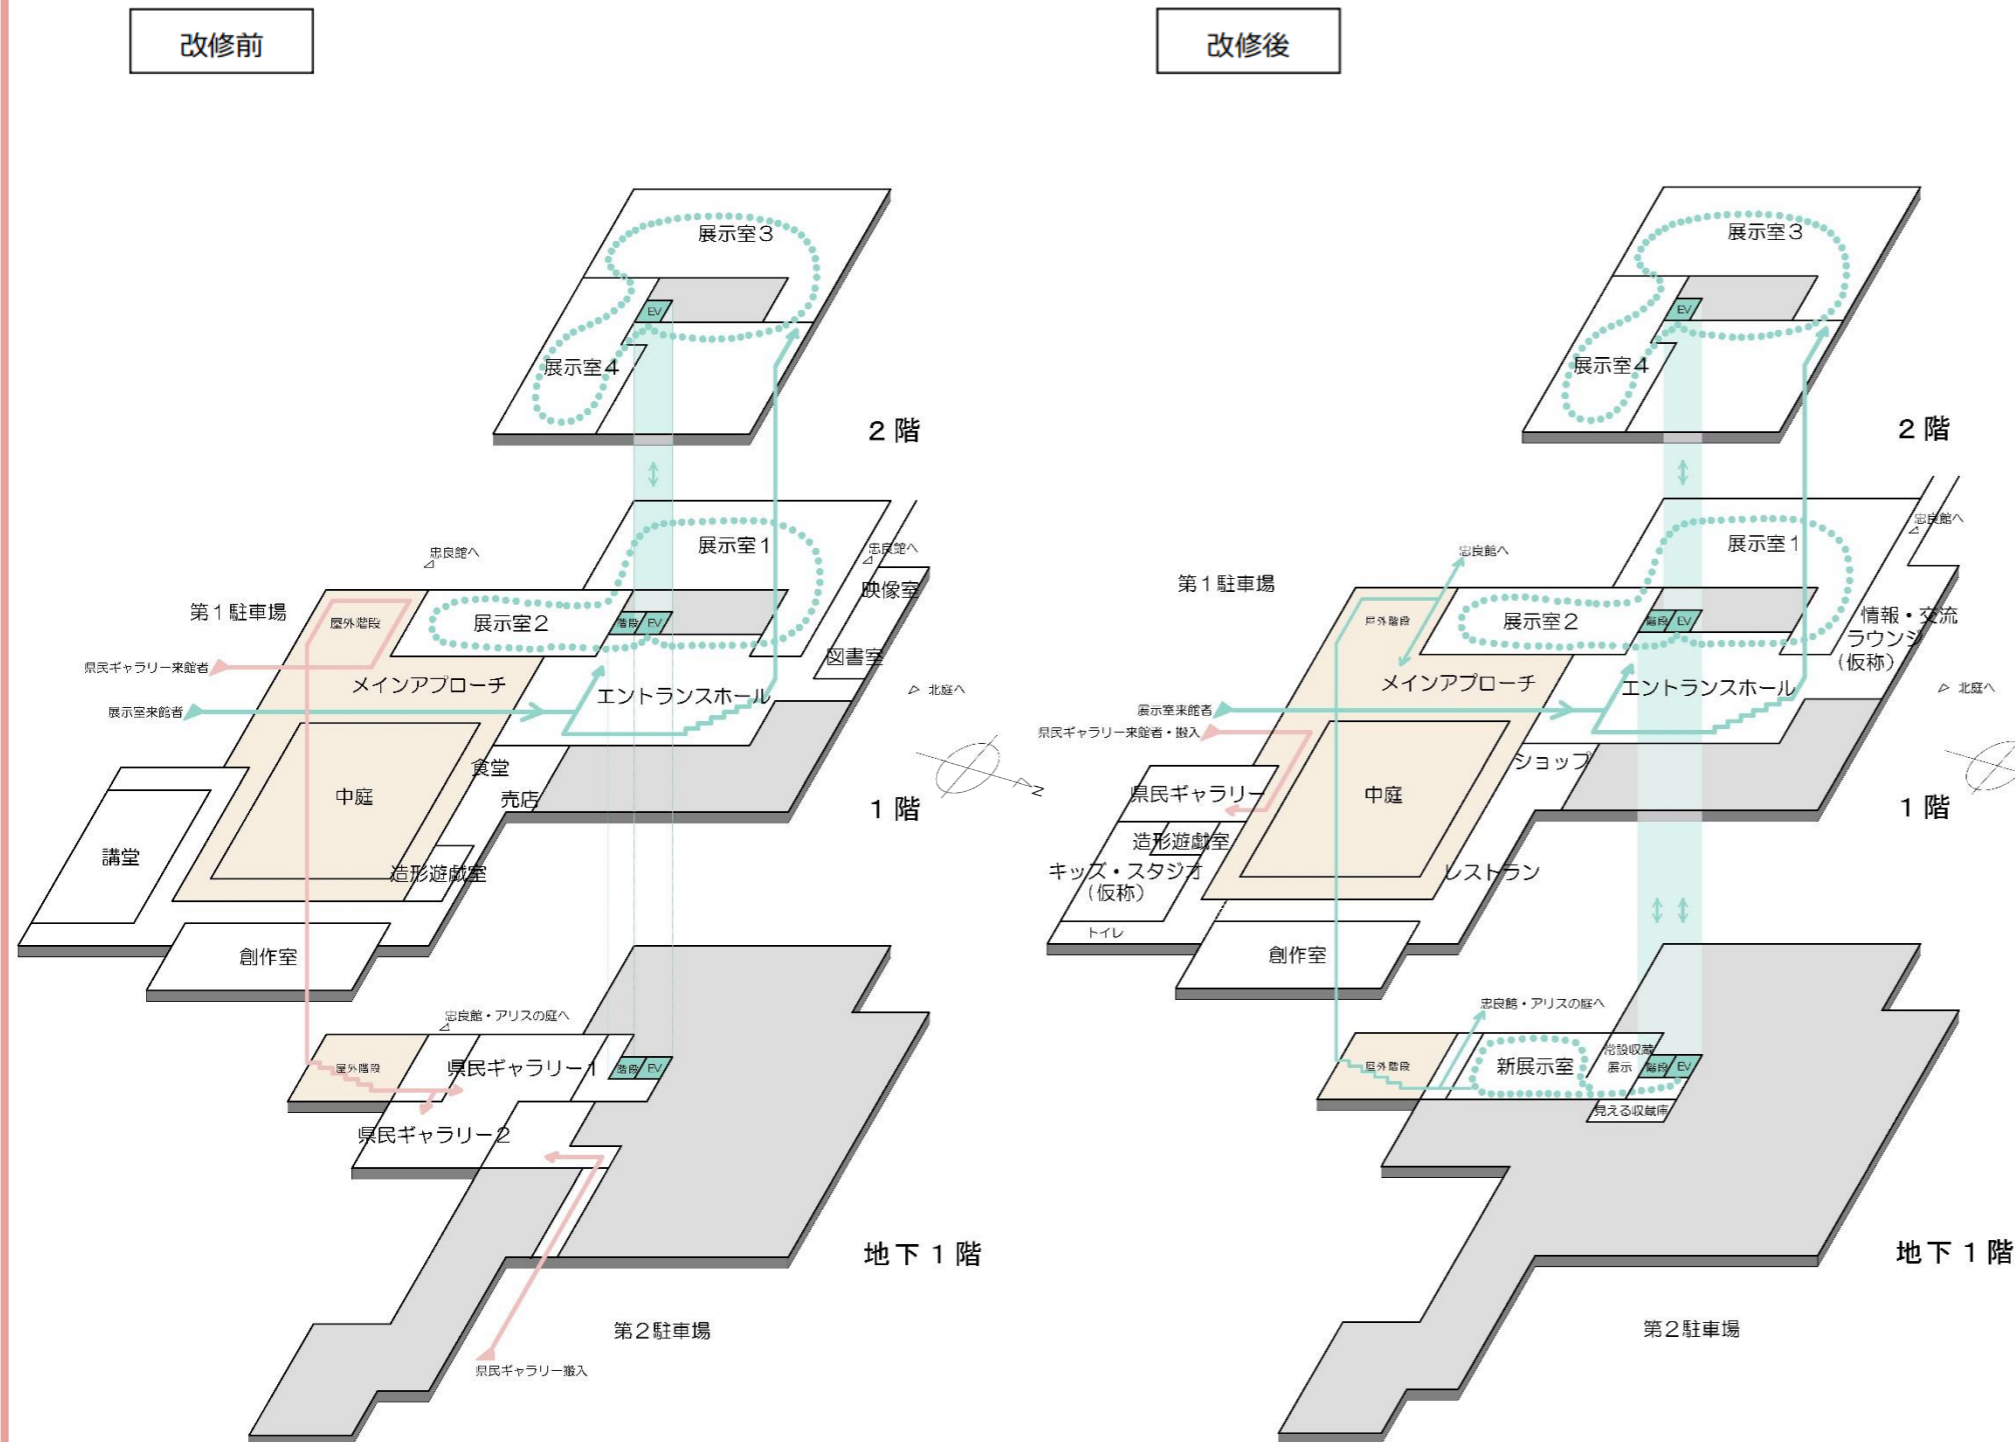 改修前
展示室3
EV
展示室4
2階
忠良館へ
展示室1
忠良館へ
映像室
第1駐車場
屋外階段
展示室2
階段
EV
図書室
県民ギャラリー来館者
メインアプローチ
エントランスホール
北庭へ
展示室来館者
食堂
売店
中庭
N
1階
講堂
造形遊戯室
創作室
忠良館・アリスの庭へ
屋外階段
県民ギャラリー1
階段
EV
県民ギャラリー2
地下1階
第2駐車場
県民ギャラリー搬入
改修後
展示室3
EV
展示室4
2階
忠良館へ
忠良館へ
展示室1
第1駐車場
屋外階段
展示室2
階段
EV
情報・交流
ラウンジ
(仮称)
メインアプローチ
エントランスホール
北庭へ
展示室来館者
県民ギャラリー来館者・搬入
ショップ
県民ギャラリー
中庭
1階
造形遊戯室
キッズ・スタジオ
(仮称)
レストラン
トイレ
創作室
忠良館・アリスの庭へ
屋外階段
新展示室
常設収蔵
展示
階段
EV
見える収蔵庫
地下1階
第2駐車場